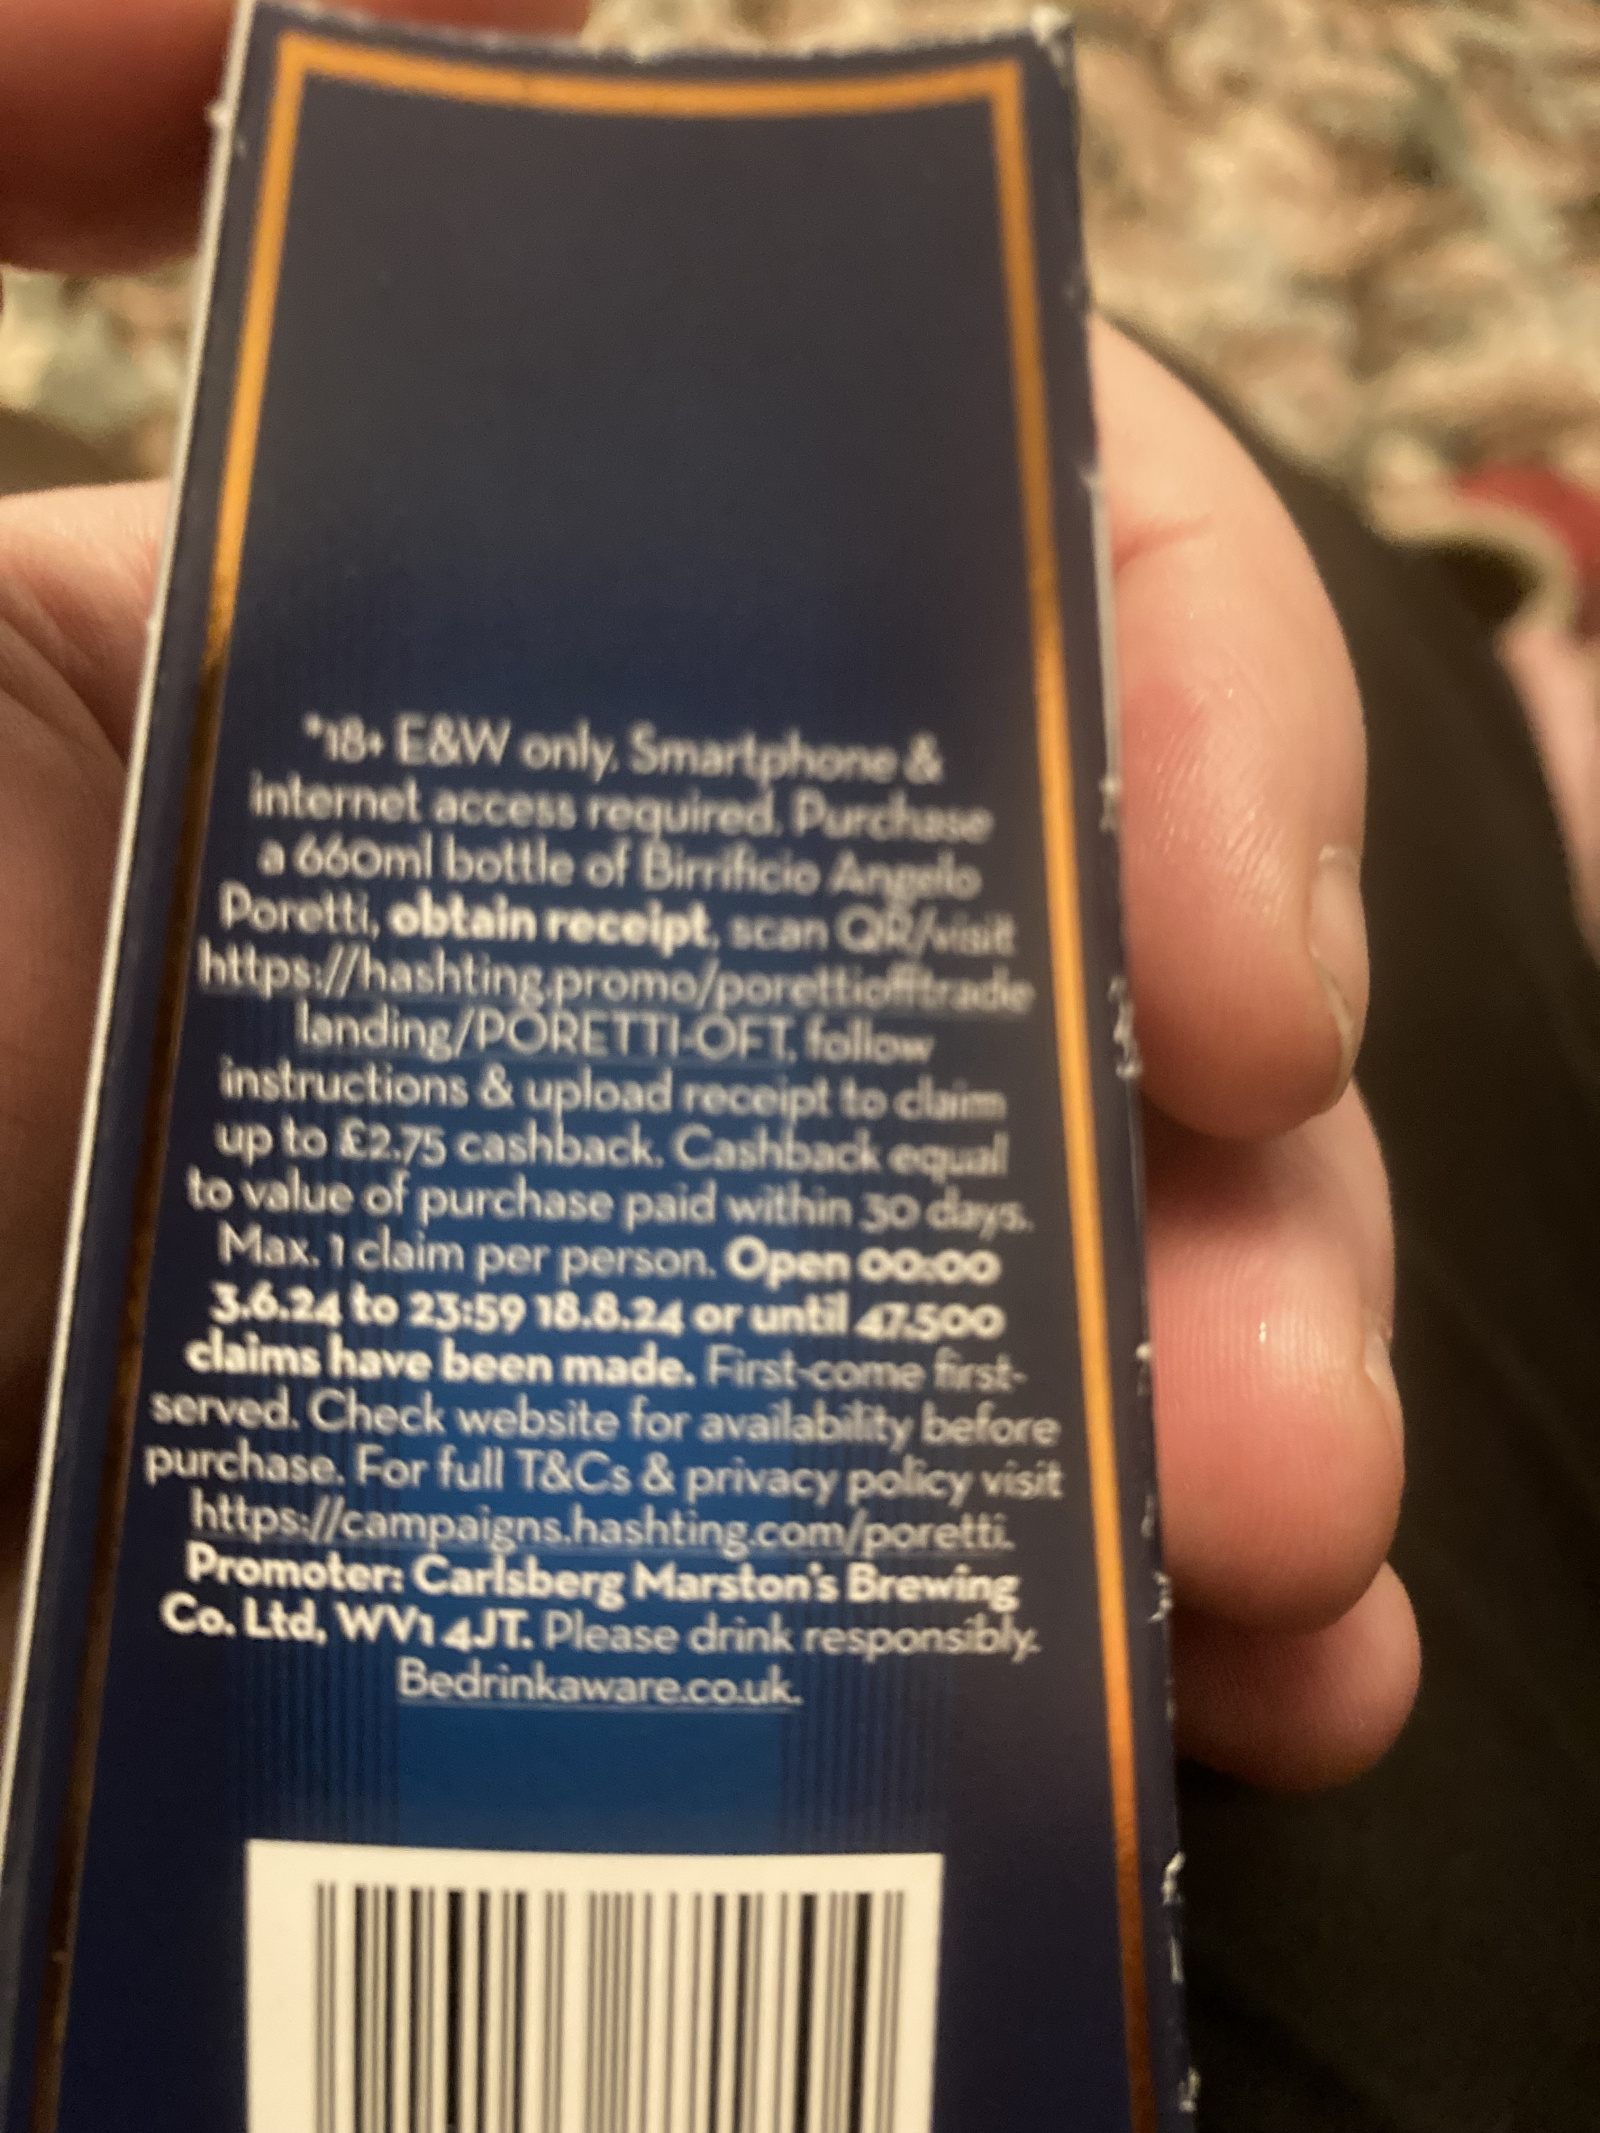 *18+ E&W only. Smartphone &
internet access required. Purchase
a 660ml bottle of Birrificio Angelo
Poretti, obtain receipt, scan QR/visit
https://hashting.promo/porettiofftrade
landing/PORETTI-OFT, follow
instructions & upload receipt to claim
up to £2.75 cashback. Cashback equal
to value of purchase paid within 30 days.
Max. 1 claim per person. Open 00:00
3.6.24 to 23:59 18.8.24 or until 47,500
claims have been made. First-come first-
served. Check website for availability before
purchase. For full T&Cs & privacy policy visit
https://campaigns.hashting.com/poretti.
Promoter: Carlsberg Marston's Brewing
Co. Ltd, WV1 4JT. Please drink responsibly.
Bedrinkaware.co.uk.